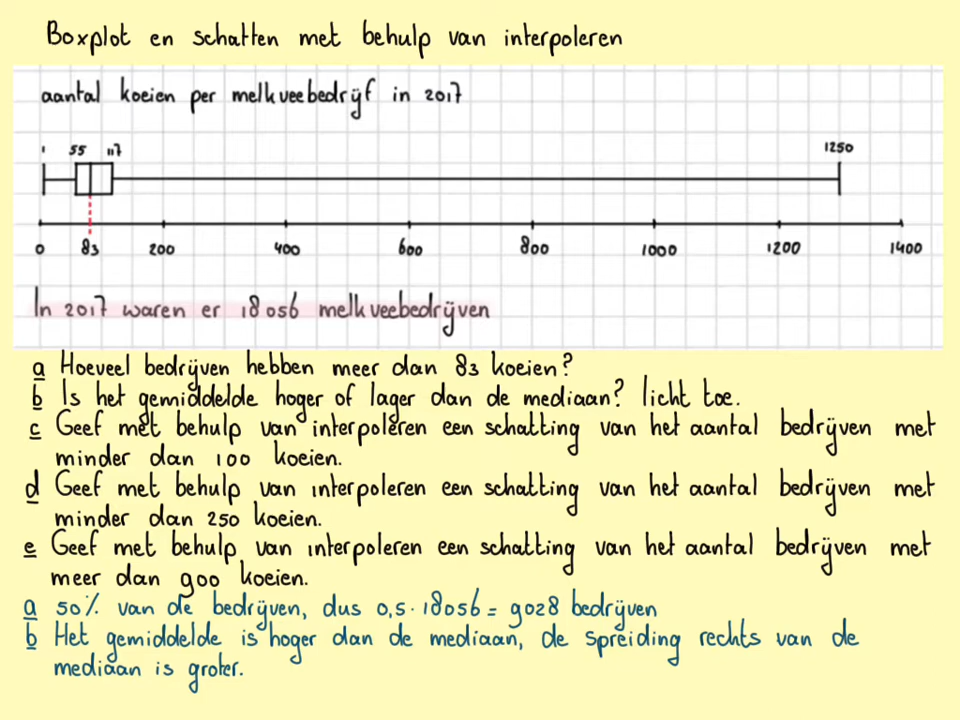 Boxplot en schatten met behulp van interpoleren
aantal koeien per melkveebedrijf in 2017
1 55 117 1250
0 83 200 400 600 800 1000 1200 1400
In 2017 waren er 18056 melkveebedrijven
a Hoeveel bedrijven hebben meer dan 83 koeien?
b Is het gemiddelde hoger of lager dan de mediaan? licht toe.
c Geef met behulp van interpoleren een schatting van het aantal bedrijven met
minder dan 100 koeien.
d Geef met behulp van interpoleren een schatting van het aantal bedrijven met
minder dan 250 koeien.
e Geef met behulp van interpoleren een schatting van het aantal bedrijven met
meer dan 900 koeien.
a 50% van de bedrijven, dus 0,5 · 18056 = 9028 bedrijven
b Het gemiddelde is hoger dan de mediaan, de spreiding rechts van de
mediaan is groter.